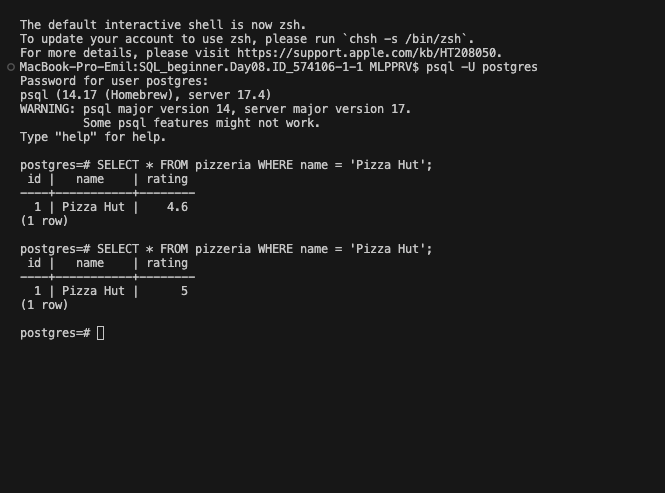 The default interactive shell is now zsh.
To update your account to use zsh, please run `chsh -s /bin/zsh`.
For more details, please visit https://support.apple.com/kb/HT208050.
MacBook-Pro-Emil:SQL_beginner.Day08.ID_574106-1-1 MLPPRV$ psql -U postgres
Password for user postgres:
psql (14.17 (Homebrew), server 17.4)
WARNING: psql major version 14, server major version 17.
         Some psql features might not work.
Type "help" for help.

postgres=# SELECT * FROM pizzeria WHERE name = 'Pizza Hut';
 id |   name    | rating
----+-----------+--------
  1 | Pizza Hut |    4.6
(1 row)

postgres=# SELECT * FROM pizzeria WHERE name = 'Pizza Hut';
 id |   name    | rating
----+-----------+--------
  1 | Pizza Hut |      5
(1 row)

postgres=#